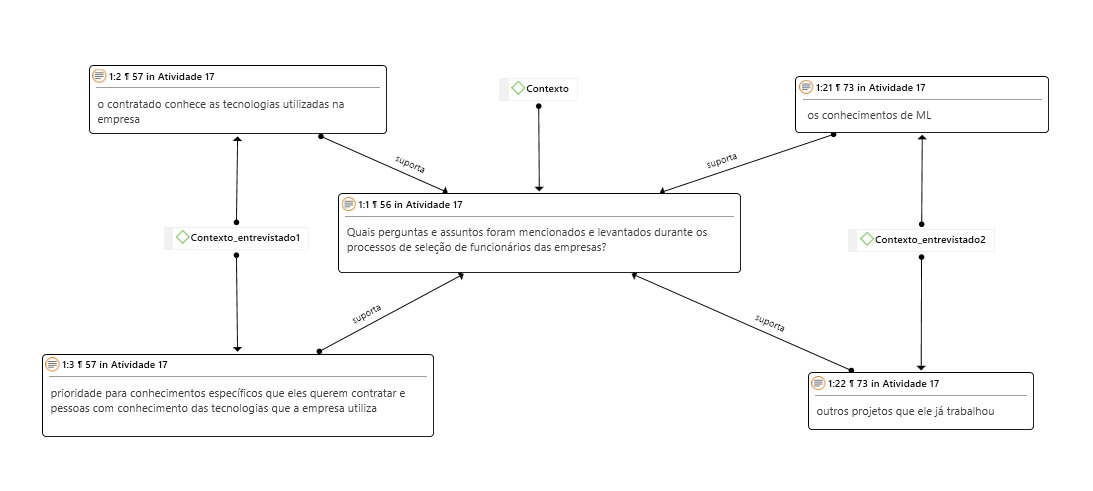 1:2 ¶ 57 in Atividade 17
o contratado conhece as tecnologias utilizadas na
empresa
Contexto
1:21 ¶ 73 in Atividade 17
os conhecimentos de ML
suporta
suporta
1:1 ¶ 56 in Atividade 17
Quais perguntas e assuntos foram mencionados e levantados durante os
processos de seleção de funcionários das empresas?
Contexto_entrevistado1
Contexto_entrevistado2
suporta
suporta
1:3 ¶ 57 in Atividade 17
prioridade para conhecimentos específicos que eles querem contratar e
pessoas com conhecimento das tecnologias que a empresa utiliza
1:22 ¶ 73 in Atividade 17
outros projetos que ele já trabalhou